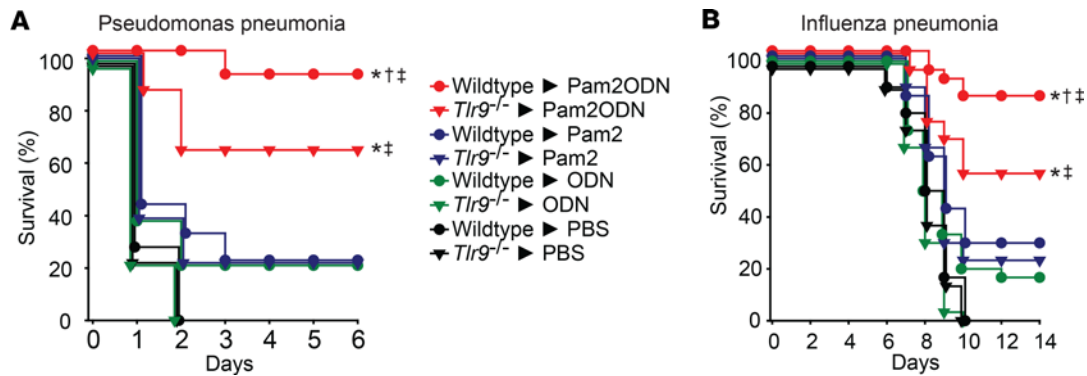 A Pseudomonas pneumonia
Survival (%)
100
80
60
40
20
0
0 1 2 3 4 5 6
Days
*†‡
*‡
Wildtype ► Pam2ODN
Tlr9-/- ► Pam2ODN
Wildtype ► Pam2
Tlr9-/- ► Pam2
Wildtype ► ODN
Tlr9-/- ► ODN
Wildtype ► PBS
Tlr9-/- ► PBS
B Influenza pneumonia
Survival (%)
100
80
60
40
20
0
0 2 4 6 8 10 12 14
Days
*†‡
*‡